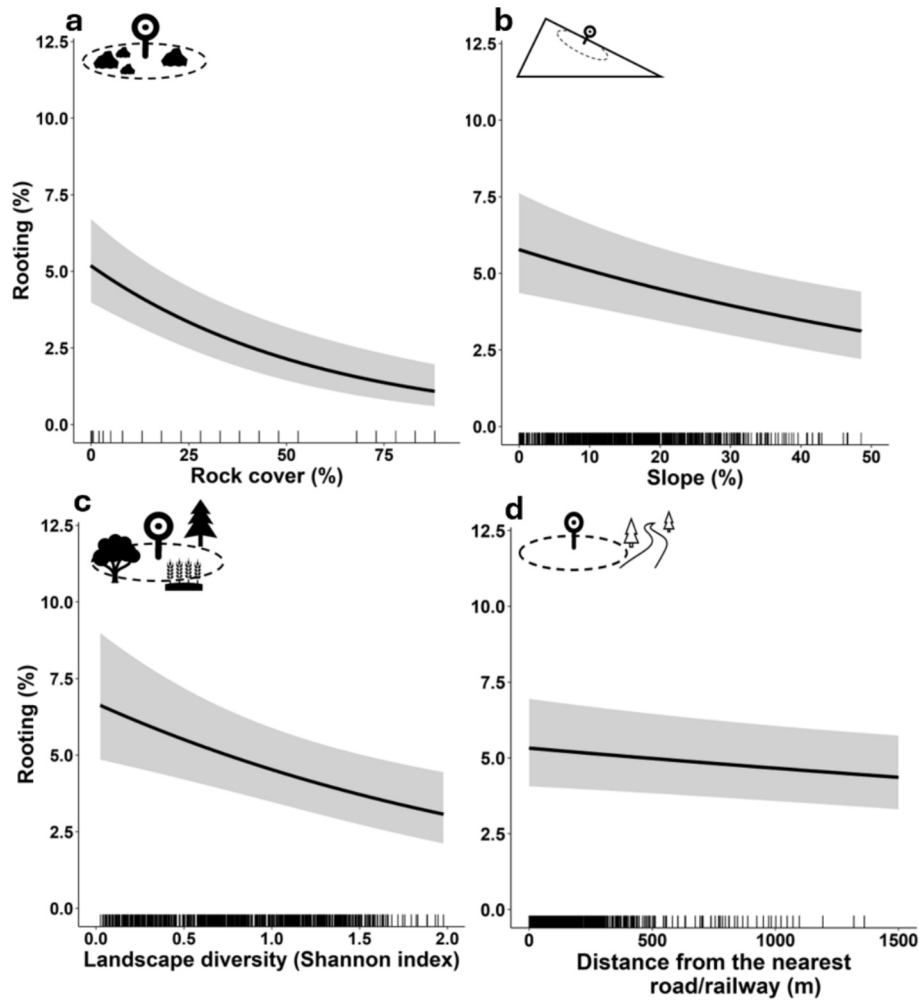 a
12.5
10.0
7.5
5.0
2.5
0.0
Rooting (%)
0 25 50 75
Rock cover (%)
b
12.5
10.0
7.5
5.0
2.5
0.0
0 10 20 30 40 50
Slope (%)
c
12.5
10.0
7.5
5.0
2.5
0.0
Rooting (%)
0.0 0.5 1.0 1.5 2.0
Landscape diversity (Shannon index)
d
12.5
10.0
7.5
5.0
2.5
0.0
0 500 1000 1500
Distance from the nearest
road/railway (m)